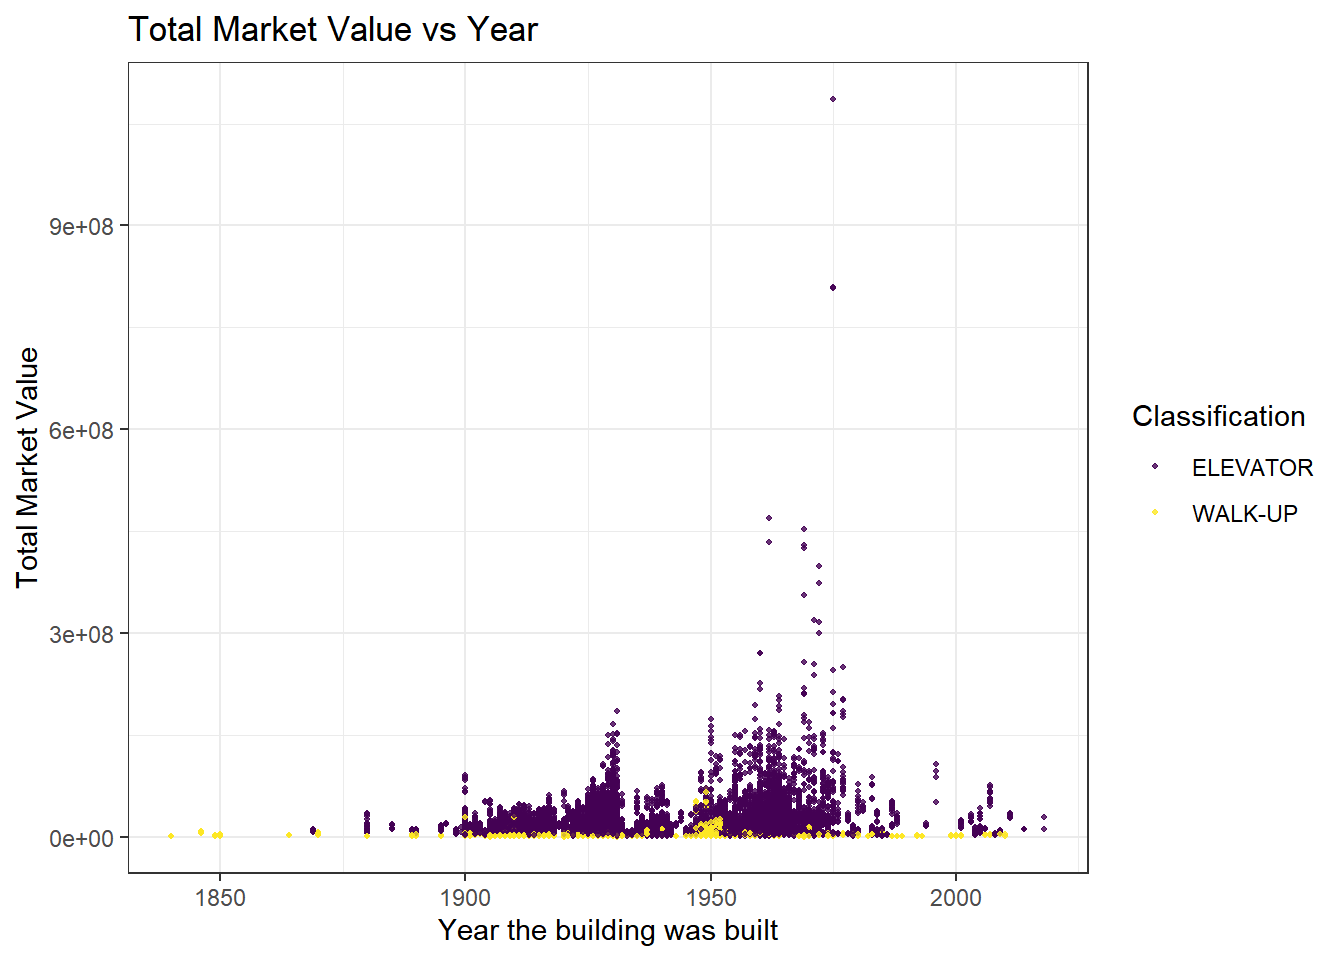 Total Market Value vs Year
Total Market Value
9e+08
6e+08
3e+08
0e+00
1850
1900
1950
2000
Year the building was built
Classification
ELEVATOR
WALK-UP